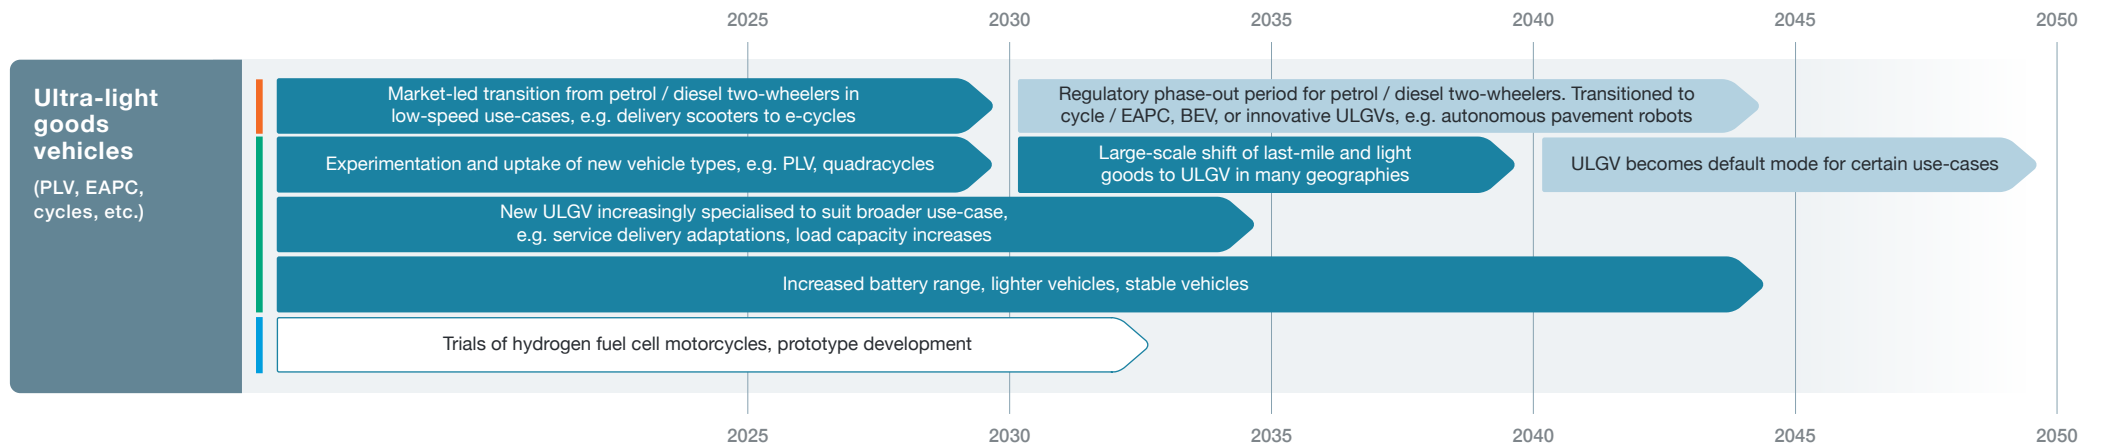 2025 2030 2035 2040 2045 2050
Ultra-light
goods
vehicles
(PLV, EAPC,
cycles, etc.)
Market-led transition from petrol / diesel two-wheelers in
low-speed use-cases, e.g. delivery scooters to e-cycles
Regulatory phase-out period for petrol / diesel two-wheelers. Transitioned to
cycle / EAPC, BEV, or innovative ULGVs, e.g. autonomous pavement robots
Experimentation and uptake of new vehicle types, e.g. PLV, quadracycles
Large-scale shift of last-mile and light
goods to ULGV in many geographies
ULGV becomes default mode for certain use-cases
New ULGV increasingly specialised to suit broader use-case,
e.g. service delivery adaptations, load capacity increases
Increased battery range, lighter vehicles, stable vehicles
Trials of hydrogen fuel cell motorcycles, prototype development
2025 2030 2035 2040 2045 2050